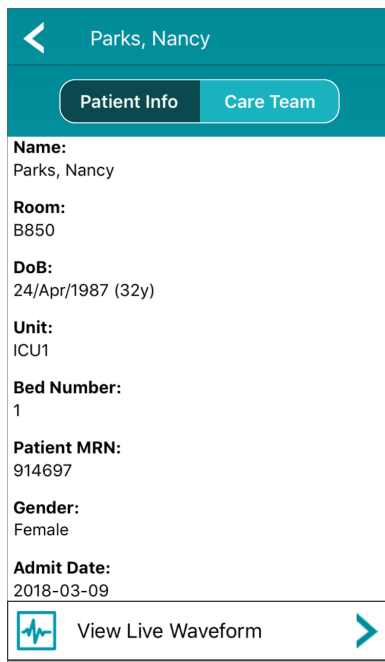 Parks, Nancy
Patient Info Care Team
Name:
Parks, Nancy
Room:
B850
DoB:
24/Apr/1987 (32y)
Unit:
ICU1
Bed Number:
1
Patient MRN:
914697
Gender:
Female
Admit Date:
2018-03-09
View Live Waveform